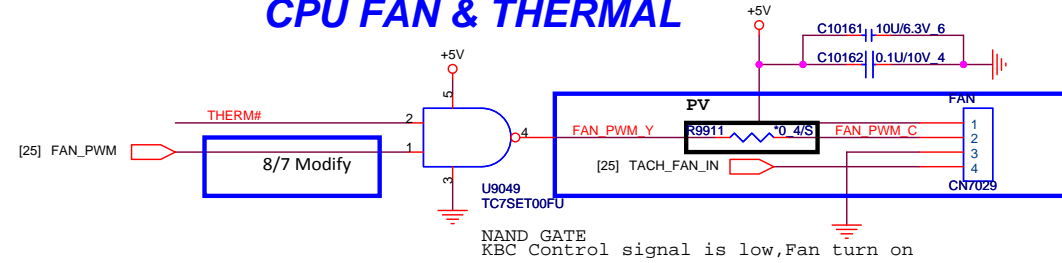 CPU FAN & THERMAL
+5V
C10161 10U/6.3V_6
+5V
C10162 0.1U/10V_4
5
PV
FAN
THERM#
2
4
FAN_PWM_Y
R9911 *0_4/S
FAN_PWM_C
1
2
3
4
[25] FAN_PWM
1
8/7 Modify
[25] TACH_FAN_IN
3
U9049
TC7SET00FU
CN7029
NAND GATE
KBC Control signal is low,Fan turn on